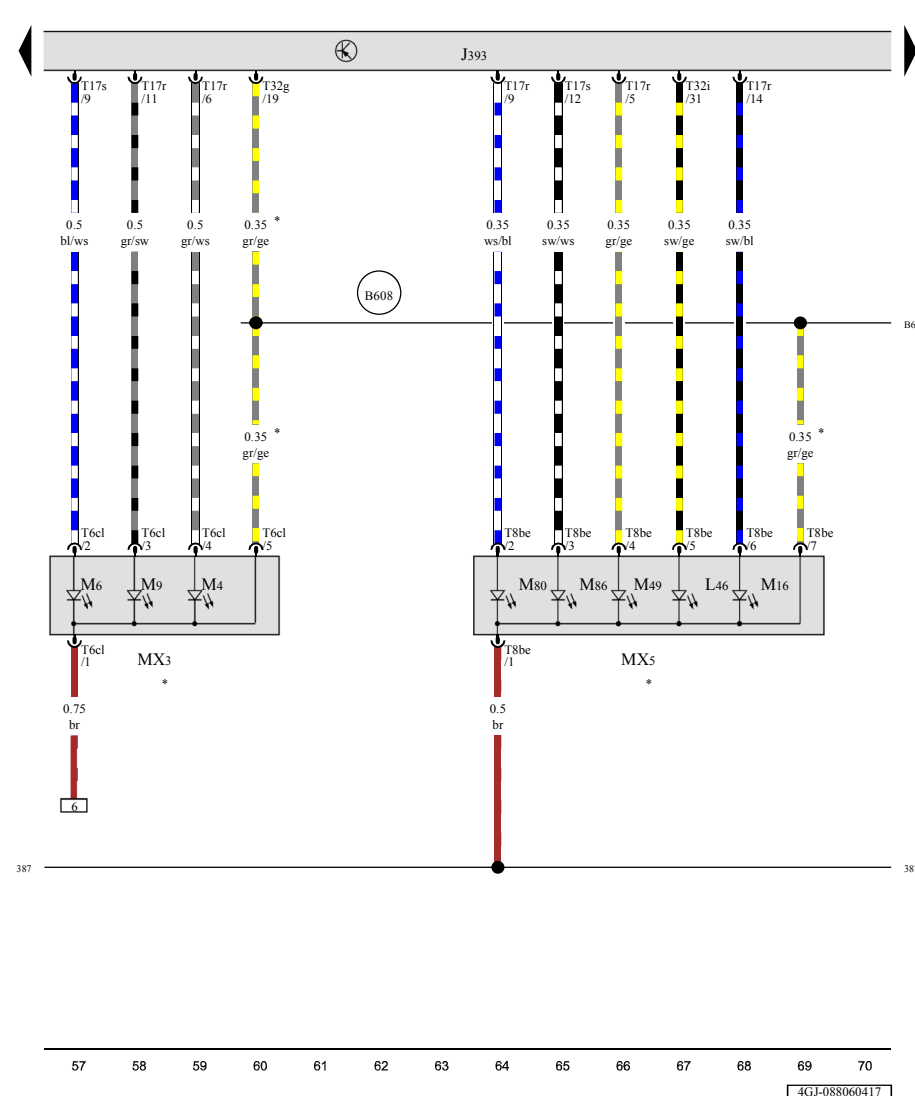 J393
T17s T17r T17r T32g T17r T17s T17r T32i T17r
/9 /11 /6 /19 /9 /12 /5 /31 /14
0.5 0.5 0.5 0.35 * 0.35 0.35 0.35 0.35 0.35
bl/ws gr/sw gr/ws gr/ge ws/bl sw/ws gr/ge sw/ge sw/bl
B608
0.35 * 0.35 *
gr/ge gr/ge
T6cl T6cl T6cl T6cl T8be T8be T8be T8be T8be T8be
/2 /3 /4 /5 /2 /3 /4 /5 /6 /7
M6 M9 M4 M80 M86 M49 L46 M16
T6cl T8be
/1 /1
MX3 MX5
* *
0.75 0.5
br br
6
387
57 58 59 60 61 62 63 64 65 66 67 68 69 70
4GJ-088060417